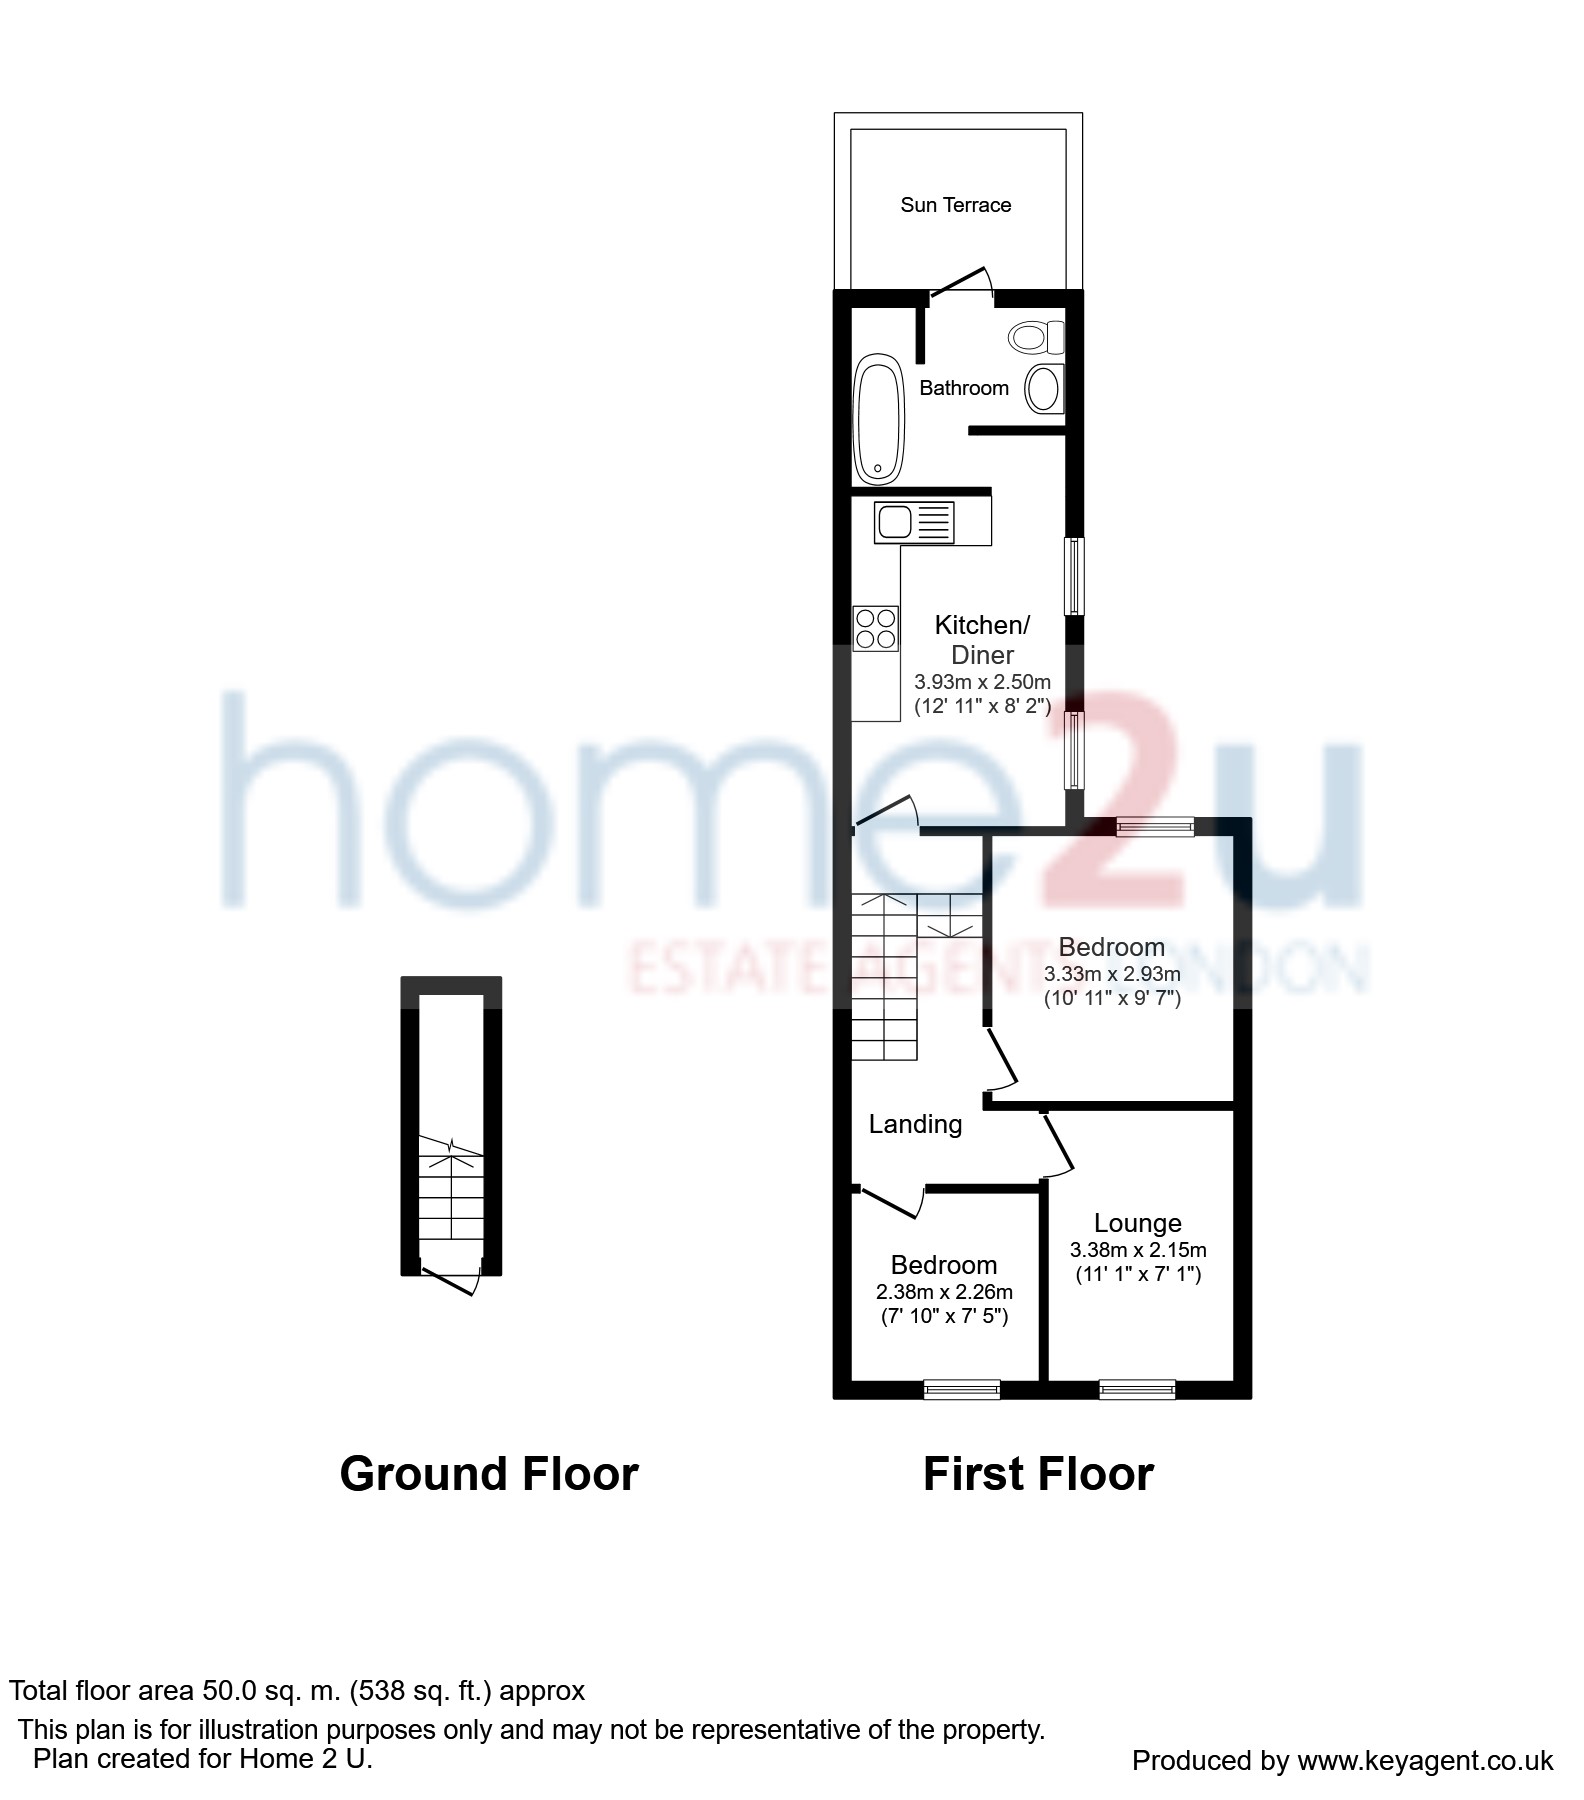 Sun Terrace
Bathroom
Kitchen/
Diner
3.93m x 2.50m
(12' 11" x 8' 2")
home2u
ESTATE AGENTS LONDON
Bedroom
3.33m x 2.93m
(10' 11" x 9' 7")
Landing
Lounge
3.38m x 2.15m
(11' 1" x 7' 1")
Bedroom
2.38m x 2.26m
(7' 10" x 7' 5")
Ground Floor
First Floor
Total floor area 50.0 sq. m. (538 sq. ft.) approx
This plan is for illustration purposes only and may not be representative of the property.
Plan created for Home 2 U.
Produced by www.keyagent.co.uk